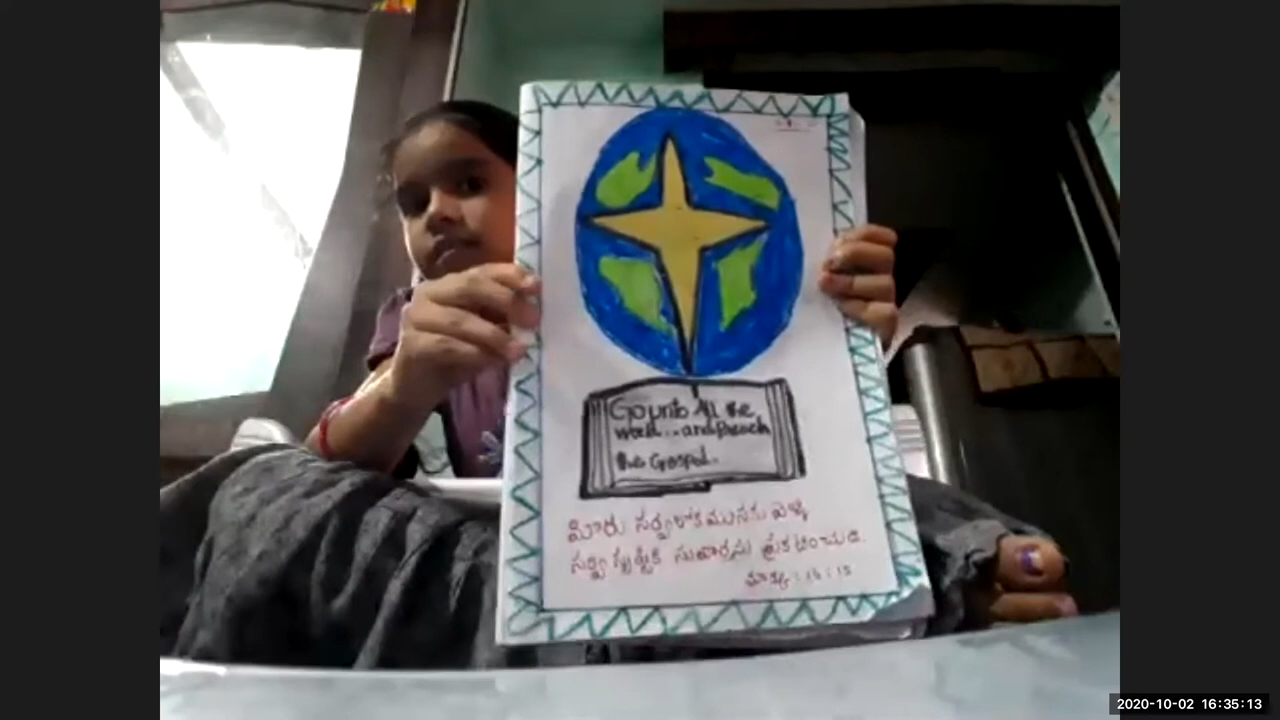 Go unto All the
world...and Preach
the Gospel..
మీరు సర్వలోకమునకు వెళ్ళి
సర్వ సృష్టికి సువార్తను ప్రకటించుడి.
మార్కు : 16 : 15
2020-10-02 16:35:13